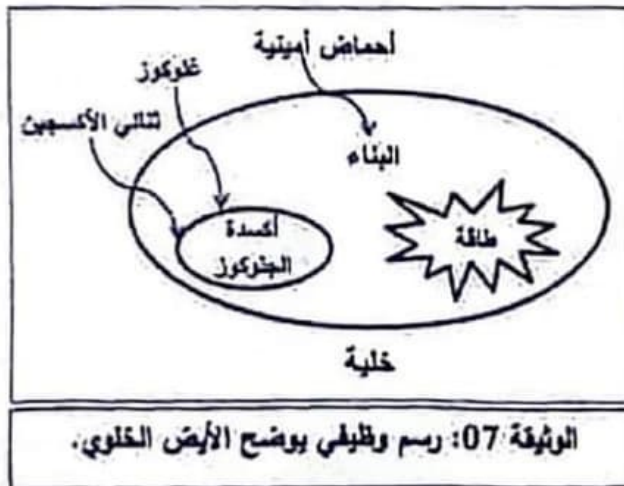 أحماض أمينية
غلوكوز
ثنائي الأكسجين
البناء
أكسدة
الجلوكوز
طاقة
خلية
الوثيقة 07: رسم وظيفي يوضح الأيض الخلوي.